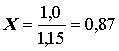 X = 1,0 / 1,15 = 0,87